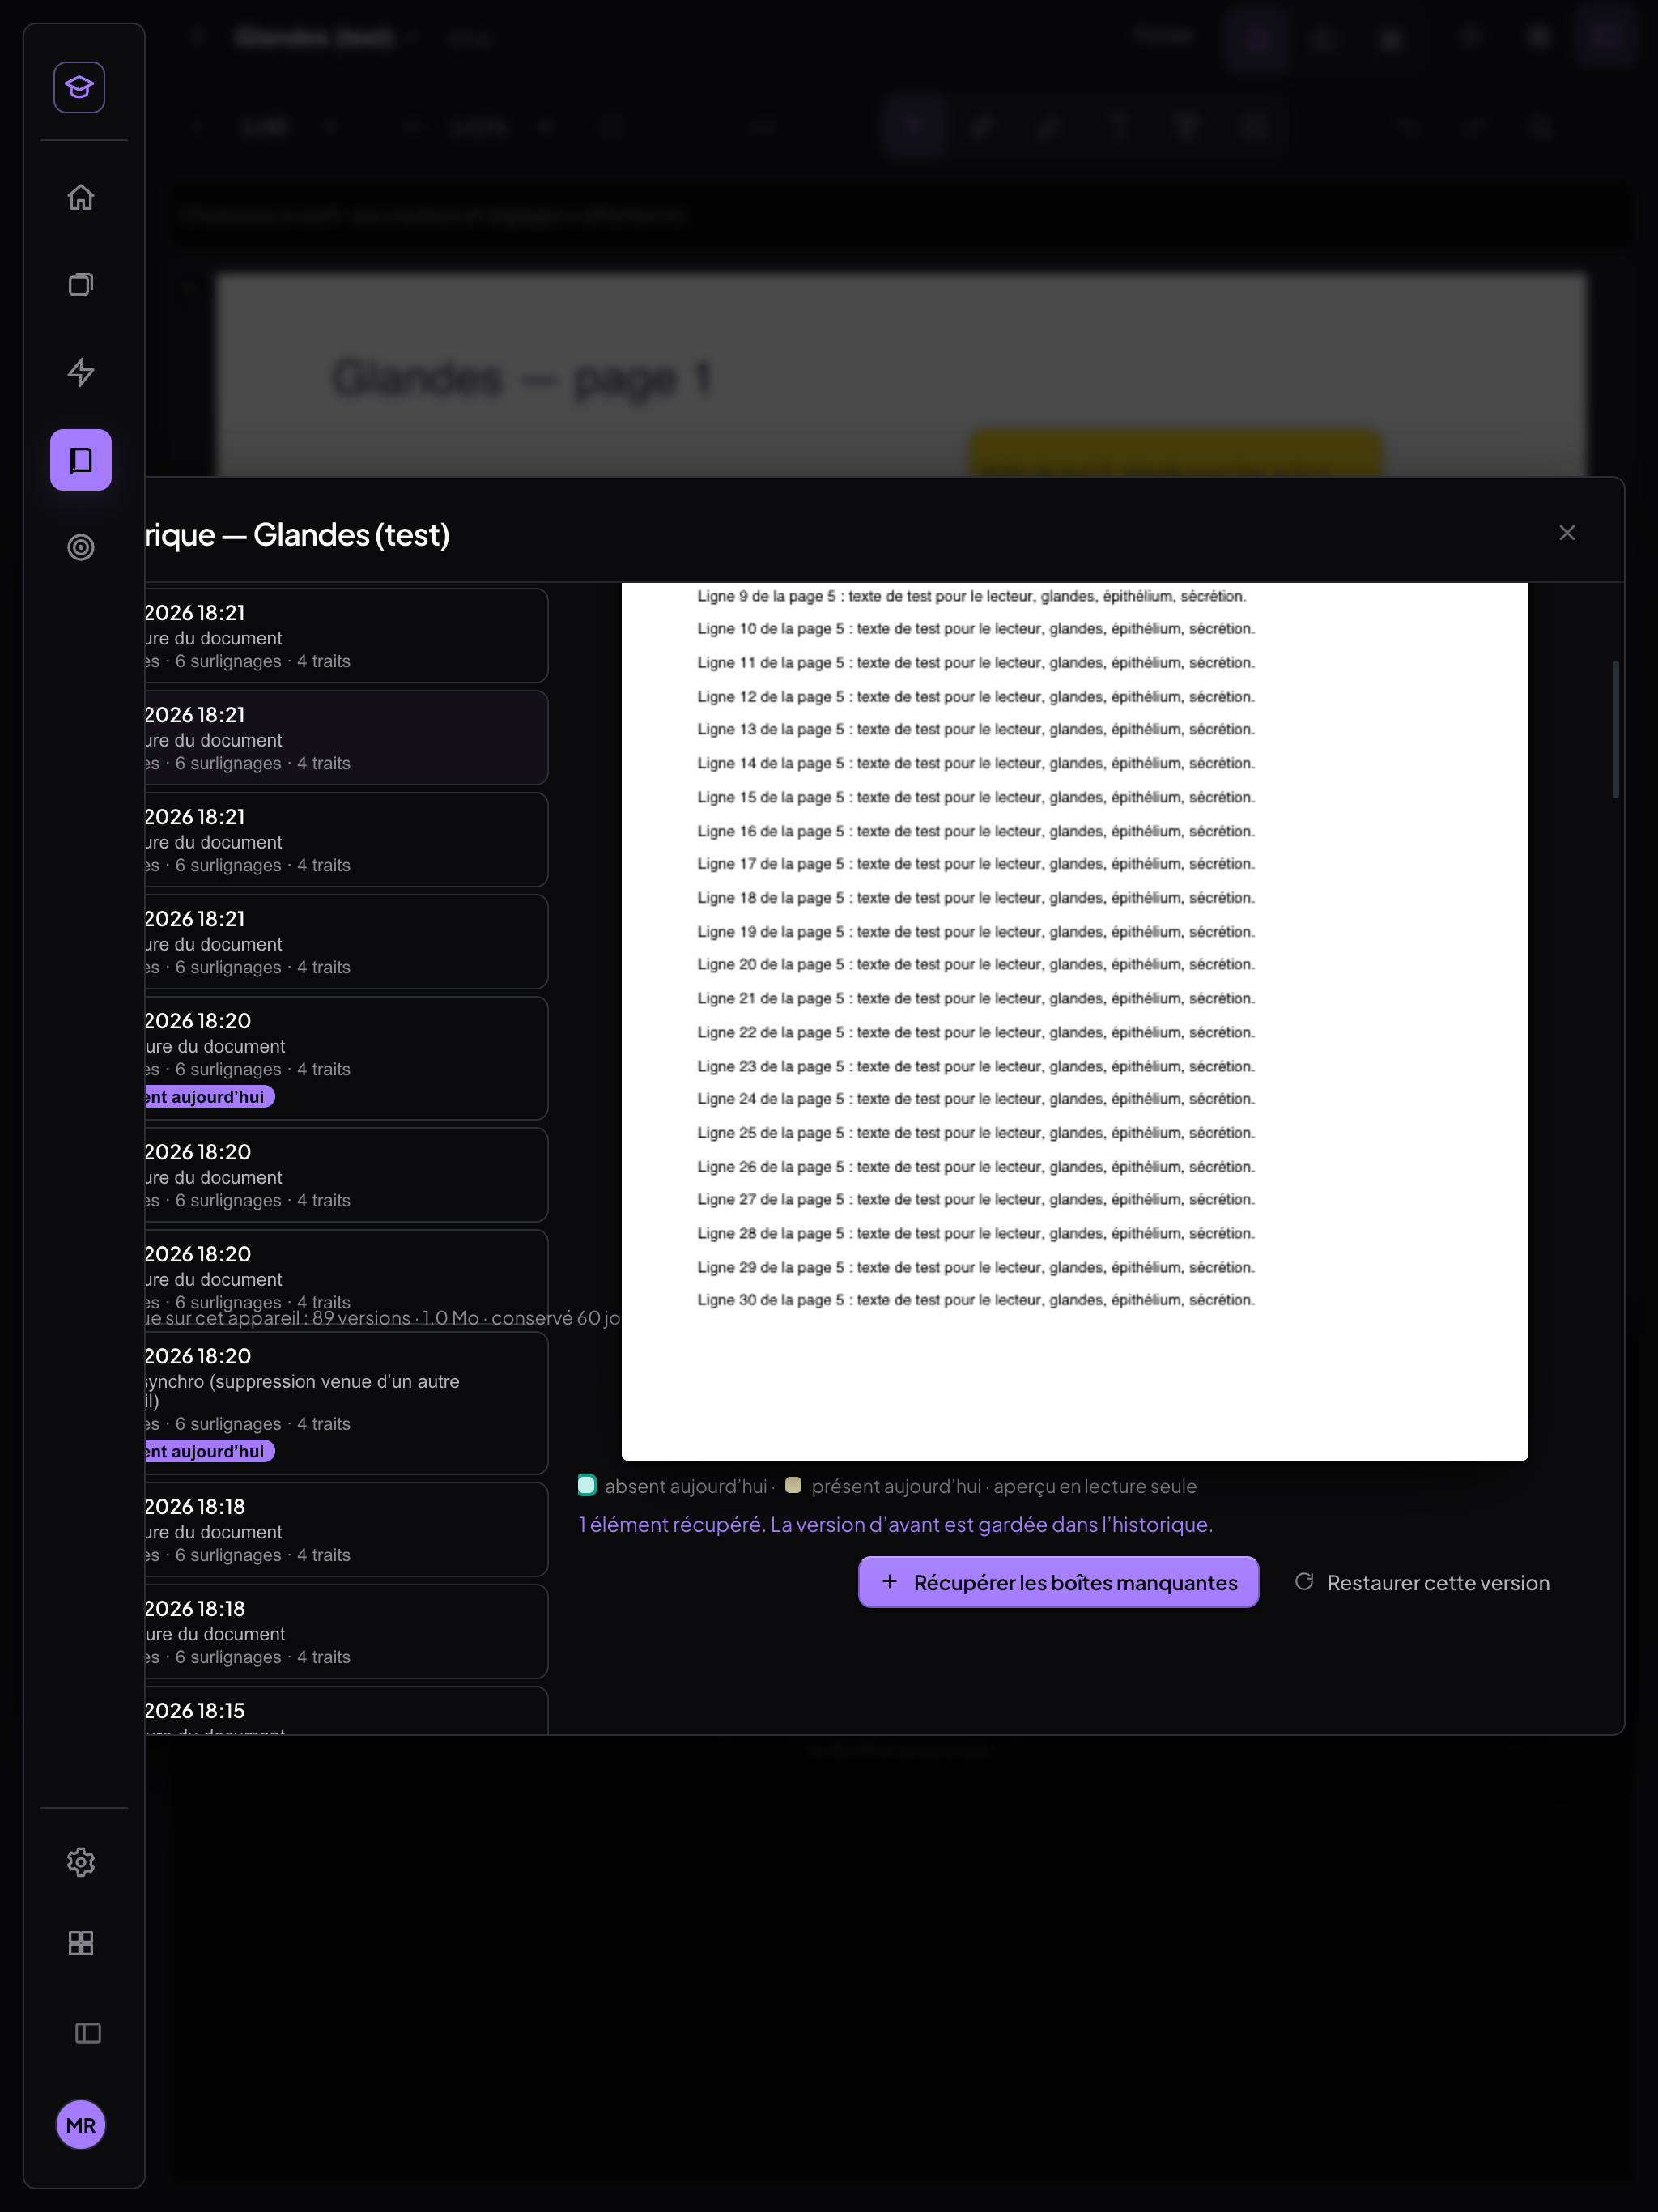 Glandes (test)
Glandes — page 1
rique — Glandes (test)
2026 18:21
ure du document
es · 6 surlignages · 4 traits
2026 18:21
ure du document
es · 6 surlignages · 4 traits
2026 18:21
ure du document
es · 6 surlignages · 4 traits
2026 18:21
ure du document
es · 6 surlignages · 4 traits
2026 18:20
ure du document
es · 6 surlignages · 4 traits
ent aujourd’hui
2026 18:20
ure du document
es · 6 surlignages · 4 traits
2026 18:20
ure du document
es · 6 surlignages · 4 traits
ue sur cet appareil : 89 versions · 1.0 Mo · conservé 60 jo
2026 18:20
synchro (suppression venue d’un autre
il)
es · 6 surlignages · 4 traits
ent aujourd’hui
2026 18:18
ure du document
es · 6 surlignages · 4 traits
2026 18:18
ure du document
es · 6 surlignages · 4 traits
2026 18:15
ure du document
Ligne 9 de la page 5 : texte de test pour le lecteur, glandes, épithélium, sécrétion.
Ligne 10 de la page 5 : texte de test pour le lecteur, glandes, épithélium, sécrétion.
Ligne 11 de la page 5 : texte de test pour le lecteur, glandes, épithélium, sécrétion.
Ligne 12 de la page 5 : texte de test pour le lecteur, glandes, épithélium, sécrétion.
Ligne 13 de la page 5 : texte de test pour le lecteur, glandes, épithélium, sécrétion.
Ligne 14 de la page 5 : texte de test pour le lecteur, glandes, épithélium, sécrétion.
Ligne 15 de la page 5 : texte de test pour le lecteur, glandes, épithélium, sécrétion.
Ligne 16 de la page 5 : texte de test pour le lecteur, glandes, épithélium, sécrétion.
Ligne 17 de la page 5 : texte de test pour le lecteur, glandes, épithélium, sécrétion.
Ligne 18 de la page 5 : texte de test pour le lecteur, glandes, épithélium, sécrétion.
Ligne 19 de la page 5 : texte de test pour le lecteur, glandes, épithélium, sécrétion.
Ligne 20 de la page 5 : texte de test pour le lecteur, glandes, épithélium, sécrétion.
Ligne 21 de la page 5 : texte de test pour le lecteur, glandes, épithélium, sécrétion.
Ligne 22 de la page 5 : texte de test pour le lecteur, glandes, épithélium, sécrétion.
Ligne 23 de la page 5 : texte de test pour le lecteur, glandes, épithélium, sécrétion.
Ligne 24 de la page 5 : texte de test pour le lecteur, glandes, épithélium, sécrétion.
Ligne 25 de la page 5 : texte de test pour le lecteur, glandes, épithélium, sécrétion.
Ligne 26 de la page 5 : texte de test pour le lecteur, glandes, épithélium, sécrétion.
Ligne 27 de la page 5 : texte de test pour le lecteur, glandes, épithélium, sécrétion.
Ligne 28 de la page 5 : texte de test pour le lecteur, glandes, épithélium, sécrétion.
Ligne 29 de la page 5 : texte de test pour le lecteur, glandes, épithélium, sécrétion.
Ligne 30 de la page 5 : texte de test pour le lecteur, glandes, épithélium, sécrétion.
absent aujourd’hui · présent aujourd’hui · aperçu en lecture seule
1 élément récupéré. La version d’avant est gardée dans l’historique.
Récupérer les boîtes manquantes
Restaurer cette version
MR